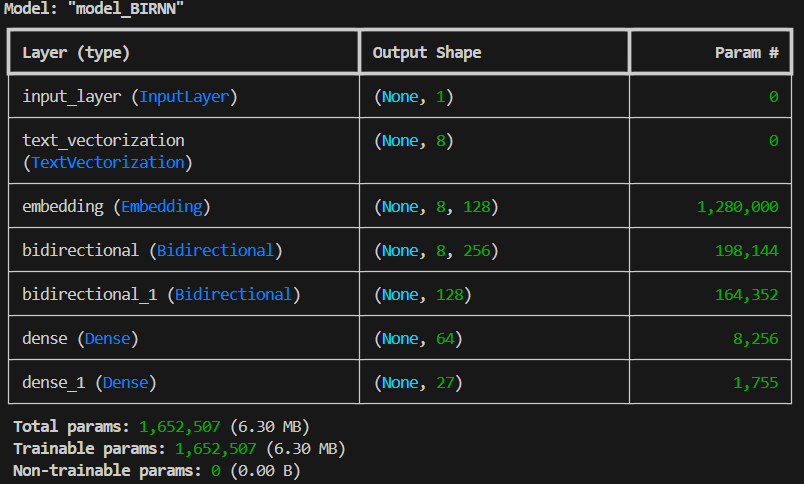 Model: "model_BIRNN"
Layer (type) Output Shape Param #
input_layer (InputLayer) (None, 1) 0
text_vectorization (None, 8) 0
(TextVectorization)
embedding (Embedding) (None, 8, 128) 1,280,000
bidirectional (Bidirectional) (None, 8, 256) 198,144
bidirectional_1 (Bidirectional) (None, 128) 164,352
dense (Dense) (None, 64) 8,256
dense_1 (Dense) (None, 27) 1,755
Total params: 1,652,507 (6.30 MB)
Trainable params: 1,652,507 (6.30 MB)
Non-trainable params: 0 (0.00 B)